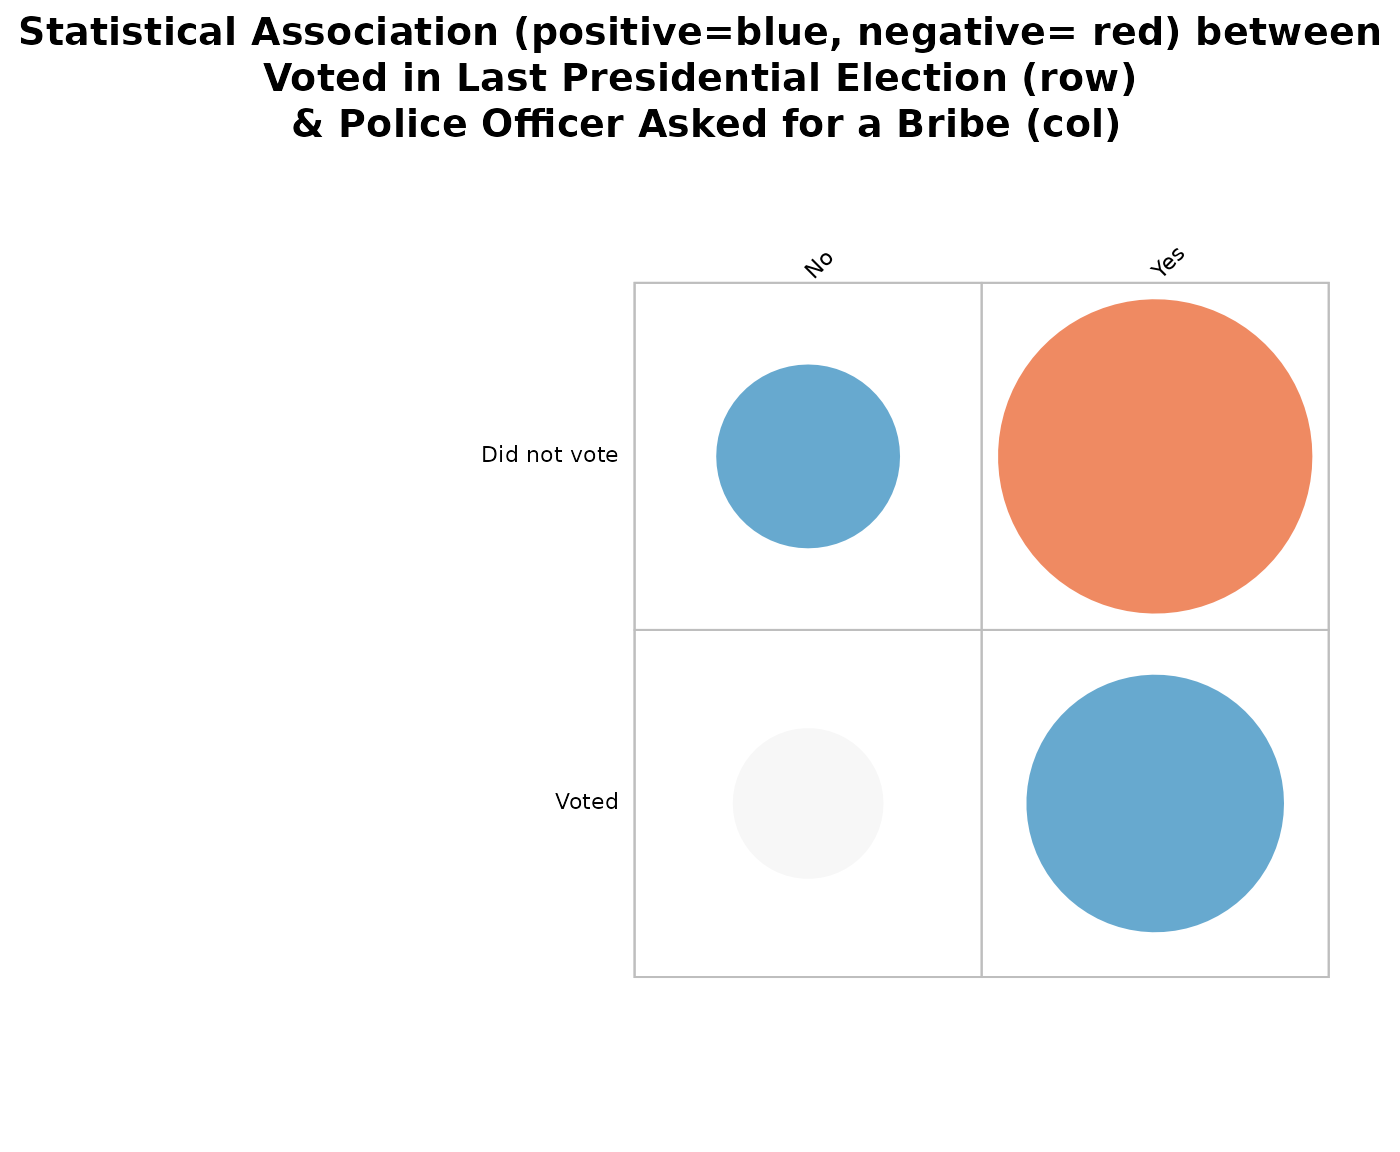 Statistical Association (positive=blue, negative= red) between
Voted in Last Presidential Election (row)
& Police Officer Asked for a Bribe (col)
No
Yes
Did not vote
Voted